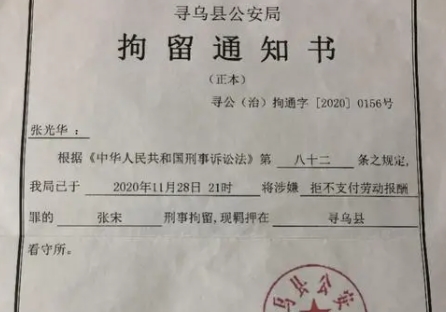 寻乌县公安局
拘留通知书
（正本）
寻公（治）拘通字［2020］0156号
张光华：
根据《中华人民共和国刑事诉讼法》第 八十二 条之规定，
我局已于 2020年11月28日 21时 将涉嫌 拒不支付劳动报酬
罪的 张宋 刑事拘留,现羁押在 寻乌县
看守所。
乌县公安